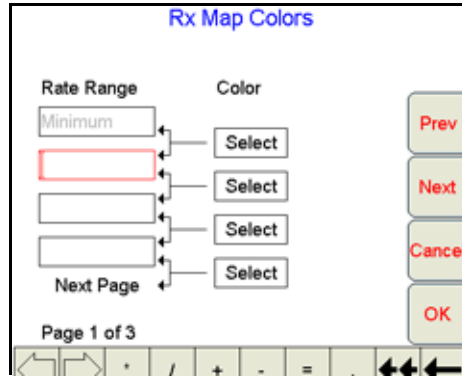 Rx Map Colors
Rate Range Color
Minimum
Select
Select
Select
Select
Next Page
Page 1 of 3
Prev
Next
Cance
OK
* / + - = .